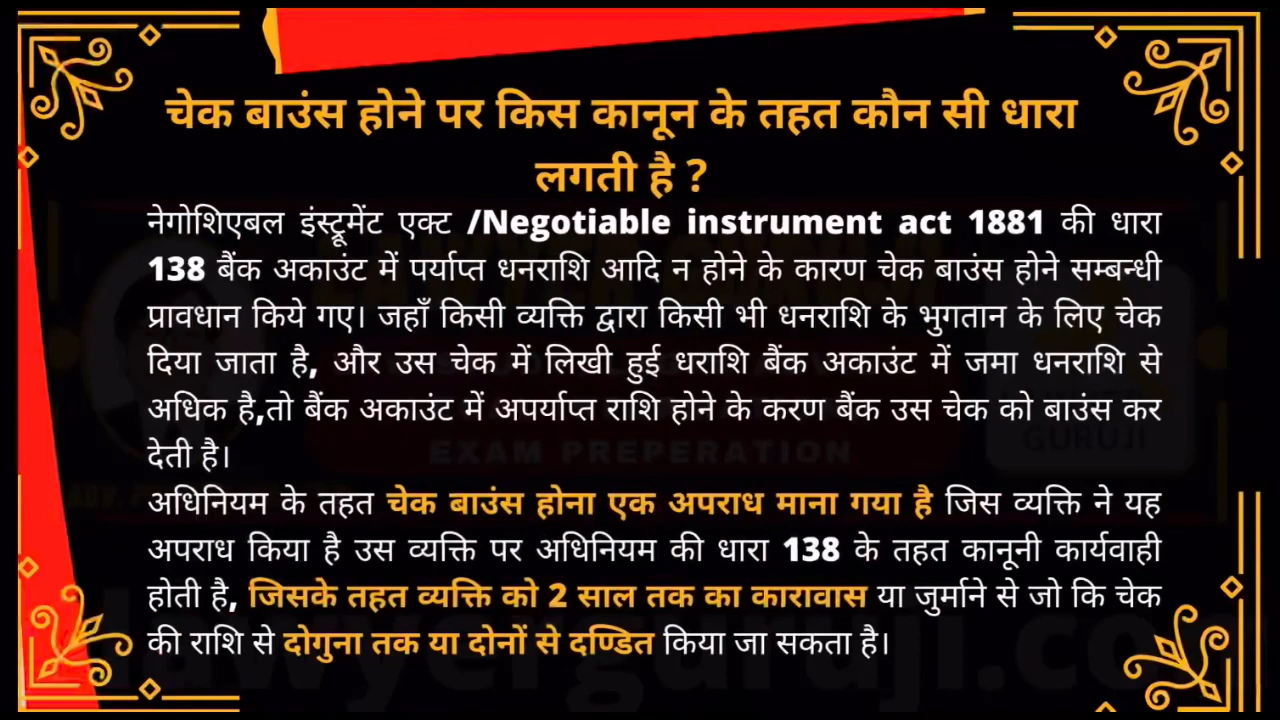 चेक बाउंस होने पर किस कानून के तहत कौन सी धारा
लगती है ?
नेगोशिएबल इंस्ट्रूमेंट एक्ट /Negotiable instrument act 1881 की धारा
138 बैंक अकाउंट में पर्याप्त धनराशि आदि न होने के कारण चेक बाउंस होने सम्बन्धी
प्रावधान किये गए। जहाँ किसी व्यक्ति द्वारा किसी भी धनराशि के भुगतान के लिए चेक
दिया जाता है, और उस चेक में लिखी हुई धराशि बैंक अकाउंट में जमा धनराशि से
अधिक है,तो बैंक अकाउंट में अपर्याप्त राशि होने के करण बैंक उस चेक को बाउंस कर
देती है।
EXAM PREPERATION
GURUJI
अधिनियम के तहत चेक बाउंस होना एक अपराध माना गया है जिस व्यक्ति ने यह
अपराध किया है उस व्यक्ति पर अधिनियम की धारा 138 के तहत कानूनी कार्यवाही
होती है, जिसके तहत व्यक्ति को 2 साल तक का कारावास या जुर्माने से जो कि चेक
की राशि से दोगुना तक या दोनों से दण्डित किया जा सकता है।
lawyerguruji.co